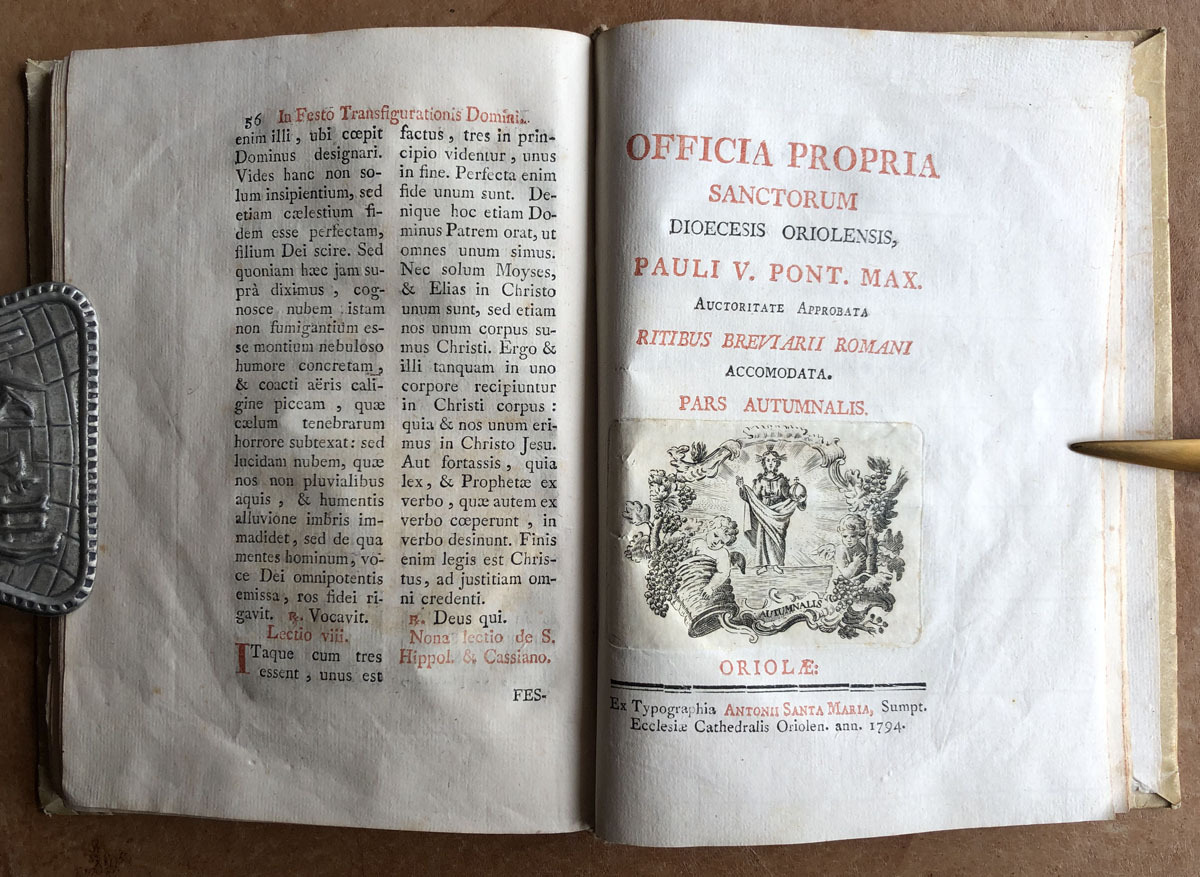 56 In Festo Transfigurationis Domini.
enim illi, ubi cœpit
Dominus designari.
Vides hanc non so-
lum insipientium, sed
etiam cælestium fi-
dem esse perfectam,
filium Dei scire. Sed
quoniam hæc jam su-
prà diximus, cog-
nosce nubem istam
non fumigantium es-
se montium nebuloso
humore concretam,
& coacti aëris cali-
gine piceam, quæ
cælum tenebrarum
horrore subtexat: sed
lucidam nubem, quæ
nos non pluvialibus
aquis, & humentis
alluvione imbris im-
madidet, sed de qua
mentes hominum, vo-
ce Dei omnipotentis
emissa, ros fidei ri-
gavit. ℟. Vocavit.
Lectio viii.
ITaque cum tres
essent, unus est
factus, tres in prin-
cipio videntur, unus
in fine. Perfecta enim
fide unum sunt. De-
nique hoc etiam Do-
minus Patrem orat, ut
omnes unum simus.
Nec solum Moyses,
& Elias in Christo
unum sunt, sed etiam
nos unum corpus su-
mus Christi. Ergo &
illi tanquam in uno
corpore recipiuntur
in Christi corpus:
quia & nos unum eri-
mus in Christo Jesu.
Aut fortassis, quia
lex, & Prophetæ ex
verbo, quæ autem ex
verbo cœperunt, in
verbo desinunt. Finis
enim legis est Chris-
tus, ad justitiam om-
ni credenti.
℟. Deus qui.
Nona lectio de S.
Hippol. & Cassiano.
FES-
OFFICIA PROPRIA
SANCTORUM
DIOECESIS ORIOLENSIS,
PAULI V. PONT. MAX.
AUCTORITATE APPROBATA
RITIBUS BREVIARII ROMANI
ACCOMODATA.
PARS AUTUMNALIS.
AUTUMNALIS
ORIOLÆ:
Ex Typographia ANTONII SANTA MARIA, Sumpt.
Ecclesiæ Cathedralis Oriolen. ann. 1794.